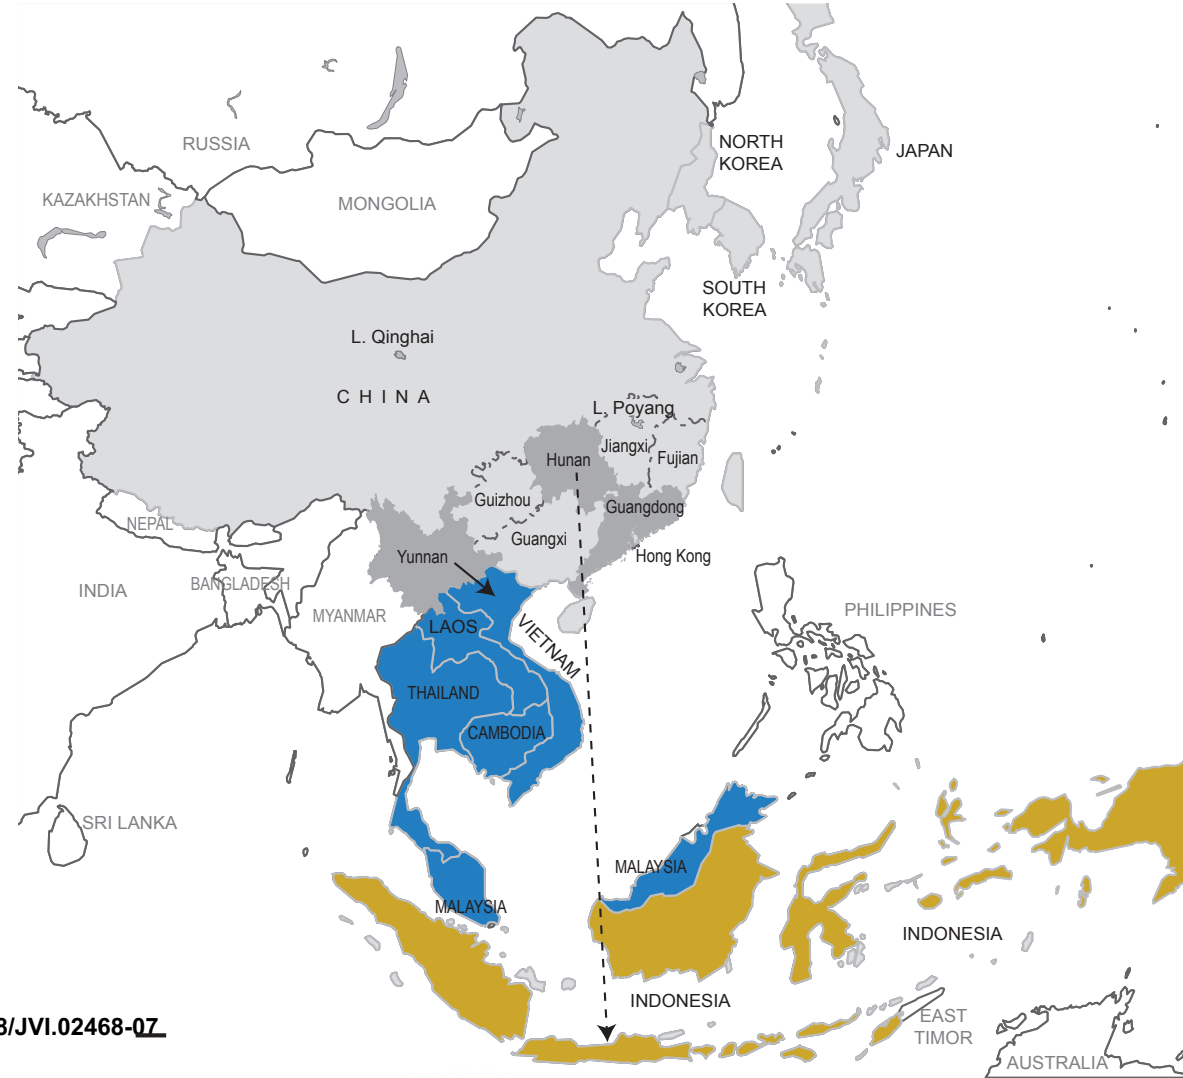 RUSSIA
NORTH
KOREA
JAPAN
KAZAKHSTAN
MONGOLIA
SOUTH
KOREA
L. Qinghai
CHINA
L. Poyang
Jiangxi
Hunan
Fujian
Guizhou
Guangdong
NEPAL
Guangxi
Yunnan
Hong Kong
INDIA
BANGLADESH
MYANMAR
PHILIPPINES
LAOS
VIETNAM
THAILAND
CAMBODIA
SRI LANKA
MALAYSIA
MALAYSIA
INDONESIA
INDONESIA
EAST
TIMOR
8/JVI.02468-07
AUSTRALIA